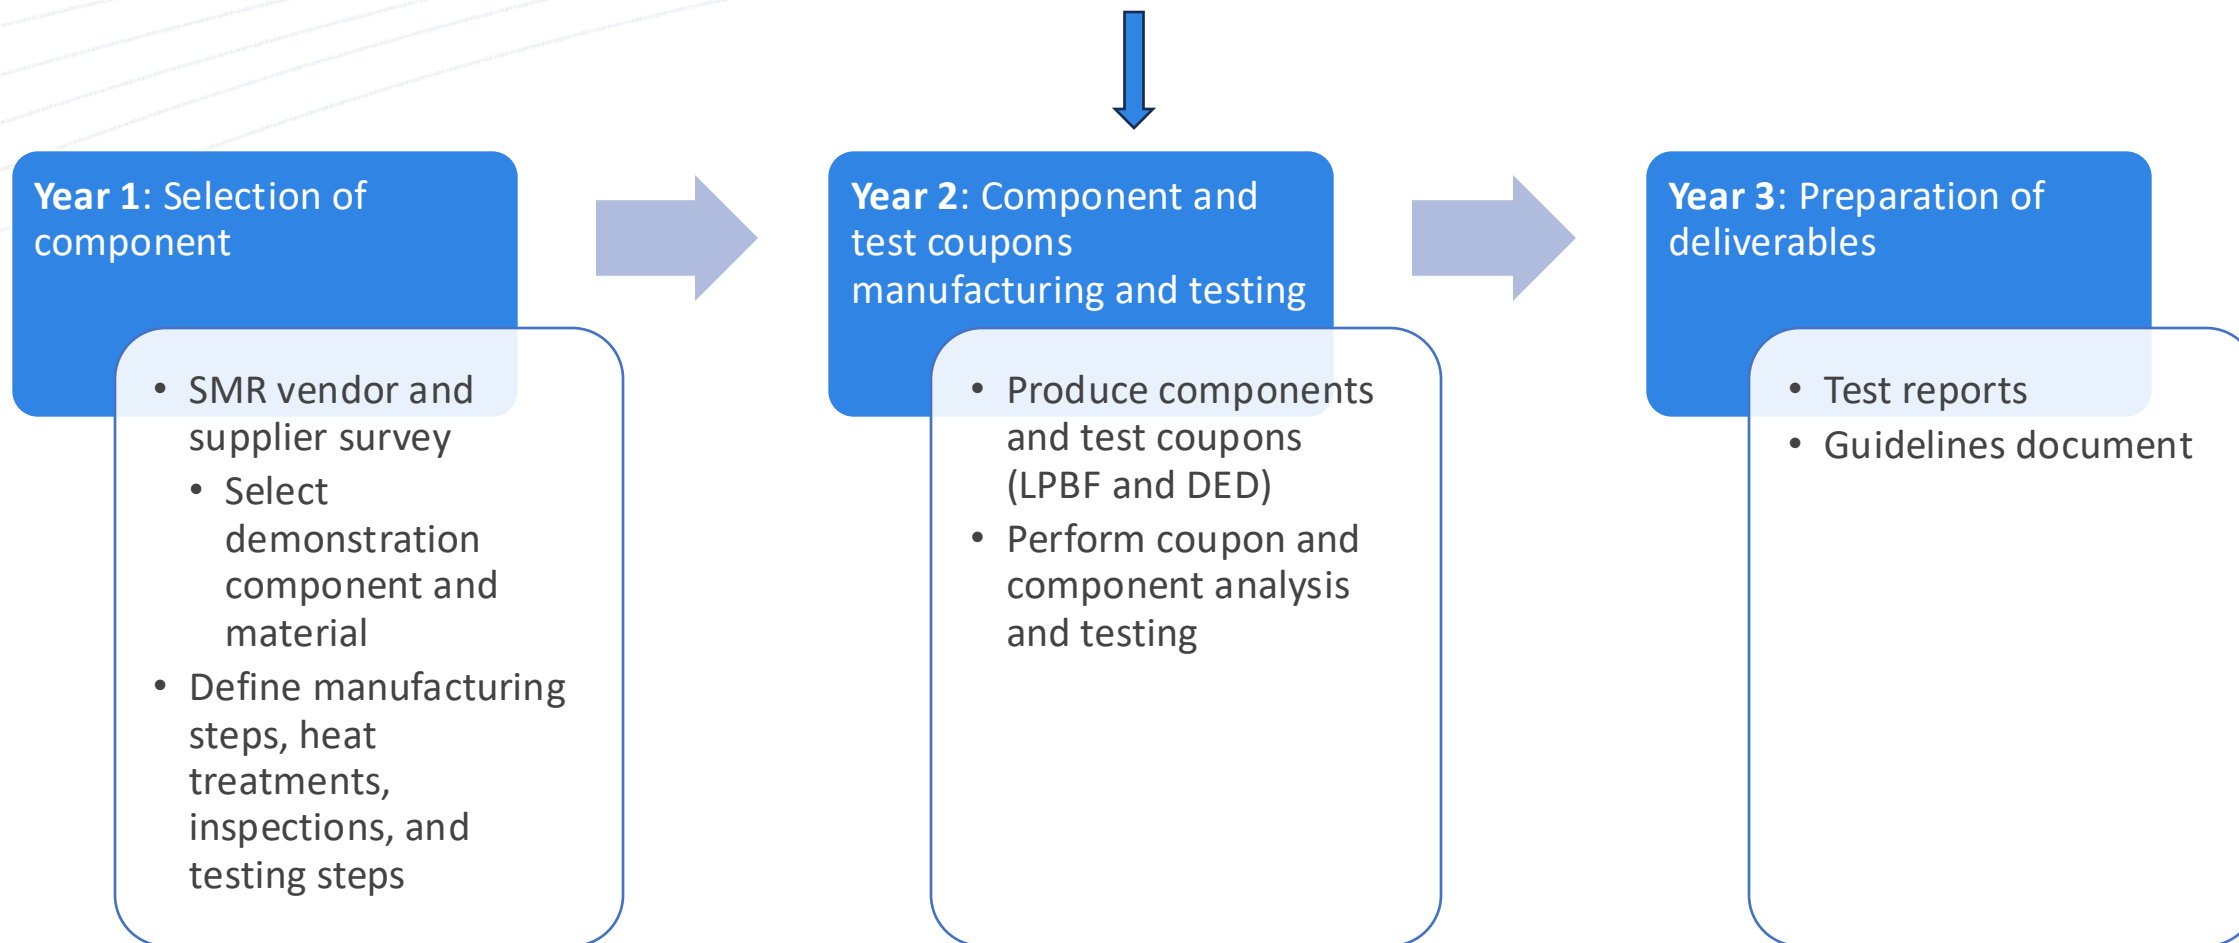 Year 1: Selection of
component
• SMR vendor and
supplier survey
• Select
demonstration
component and
material
• Define manufacturing
steps, heat
treatments,
inspections, and
testing steps
Year 2: Component and
test coupons
manufacturing and testing
• Produce components
and test coupons
(LPBF and DED)
• Perform coupon and
component analysis
and testing
Year 3: Preparation of
deliverables
• Test reports
• Guidelines document